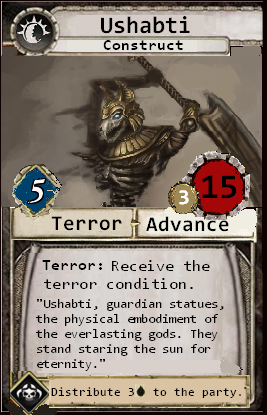 Ushabti
Construct
5
3
15
Terror
Advance
Terror: Receive the
terror condition.
"Ushabti, guardian statues,
the physical embodiment of
the everlasting gods. They
stand staring the sun for
eternity."
Distribute 3 to the party.